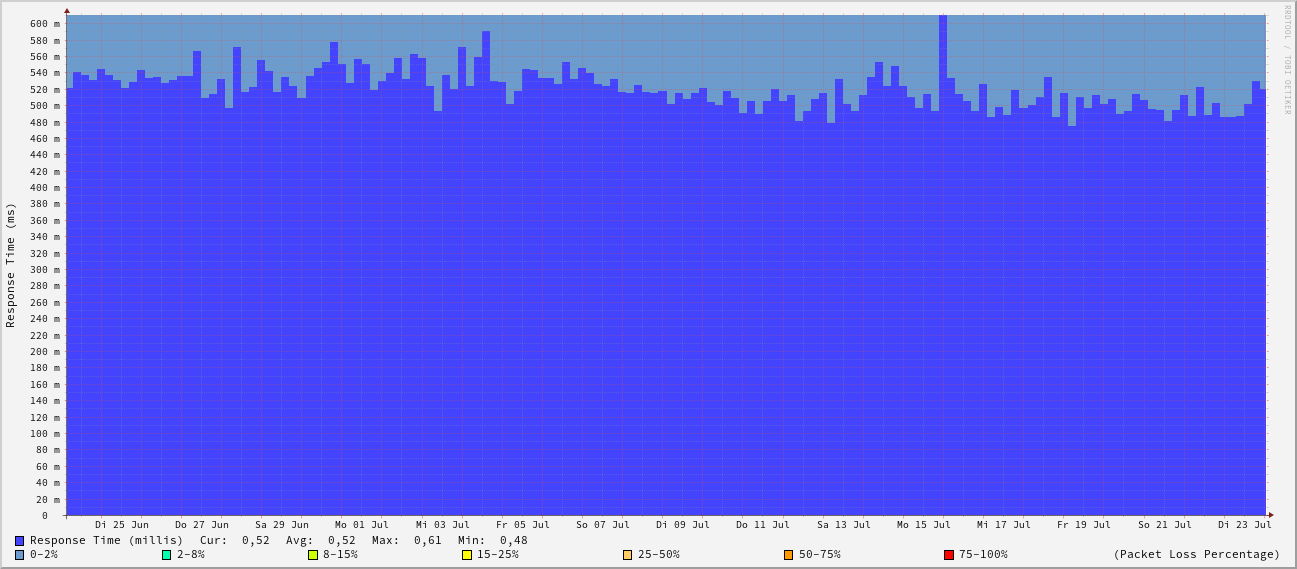 RRDTOOL / TOBI OETIKER
Response Time (ms)
600 m
580 m
560 m
540 m
520 m
500 m
480 m
460 m
440 m
420 m
400 m
380 m
360 m
340 m
320 m
300 m
280 m
260 m
240 m
220 m
200 m
180 m
160 m
140 m
120 m
100 m
80 m
60 m
40 m
20 m
0
Di 25 Jun Do 27 Jun Sa 29 Jun Mo 01 Jul Mi 03 Jul Fr 05 Jul So 07 Jul Di 09 Jul Do 11 Jul Sa 13 Jul Mo 15 Jul Mi 17 Jul Fr 19 Jul So 21 Jul Di 23 Jul
Response Time (millis) Cur: 0,52 Avg: 0,52 Max: 0,61 Min: 0,48
0-2% 2-8% 8-15% 15-25% 25-50% 50-75% 75-100% (Packet Loss Percentage)